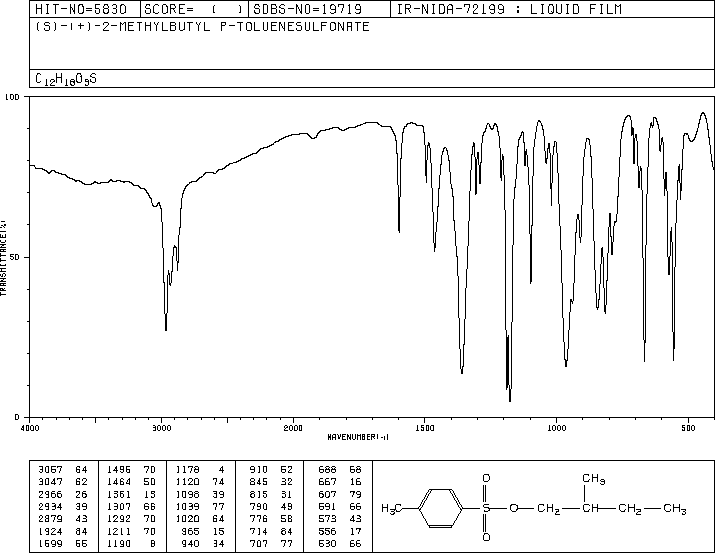 HIT-NO=5830 SCORE= ( ) SDBS-NO=19719 IR-NIDA-72199 : LIQUID FILM
(S)-(+)-2-METHYLBUTYL P-TOLUENESULFONATE
C12H18O3S
100
50
0
TRANSMITTANCE(%)
4000 3000 2000 1500 1000 500
WAVENUMBER(-1)
3067 64 1496 70 1178 4 910 52 688 68
3047 62 1464 50 1120 74 845 32 667 16
2966 26 1361 13 1098 39 815 31 607 79
2934 39 1307 66 1039 77 790 49 591 66
2879 43 1292 70 1020 64 776 58 573 43
1924 84 1211 70 965 15 714 84 556 17
1599 55 1190 8 940 34 707 77 530 66
CH3
O
H3C S O CH2 CH CH2 CH3
O